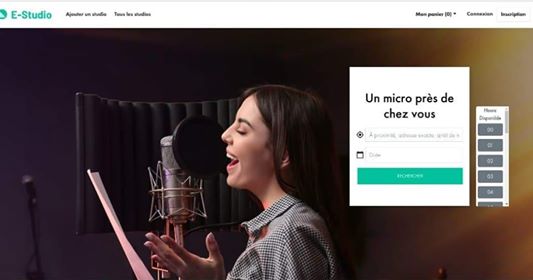 E-Studio
Ajouter un studio Tous les studios
Mon panier (0) Connexion Inscription
Un micro près de
chez vous
À proximité, adresse exacte, arrêt de
Date
RECHERCHER
Heure
Disponible
00
01
02
03
04